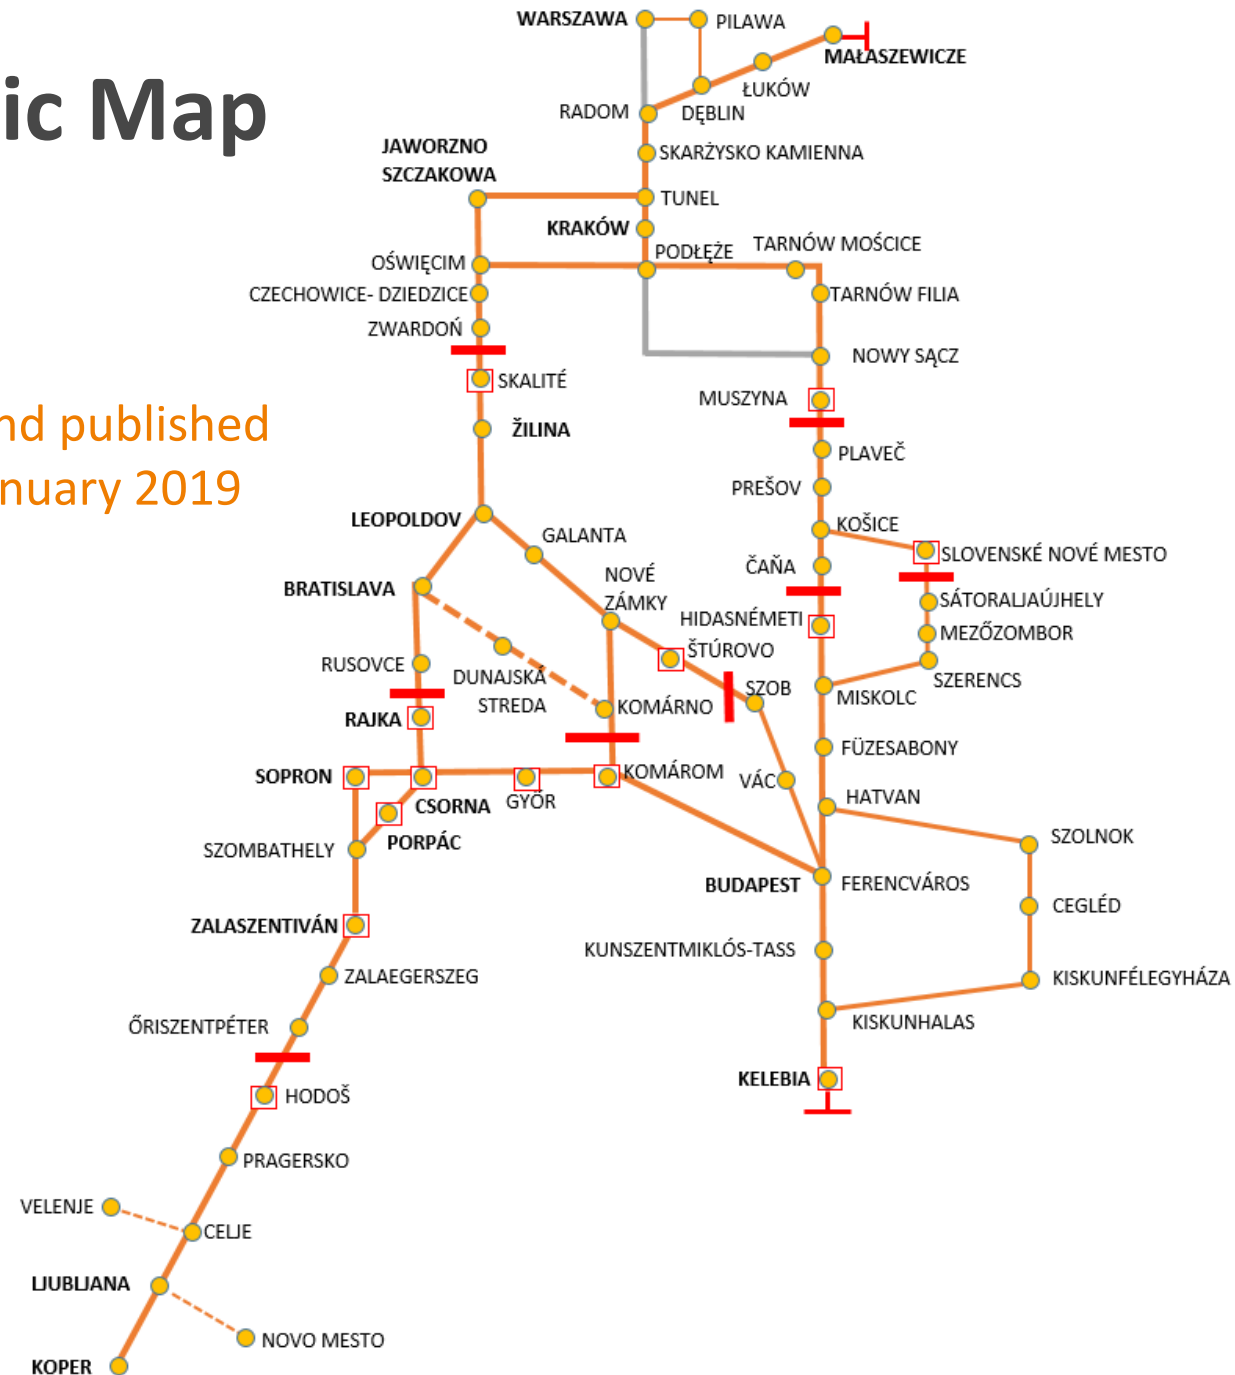 WARSZAWA
PILAWA
MAŁASZEWICZE
ŁUKÓW
ic Map
RADOM
DĘBLIN
JAWORZNO
SZCZAKOWA
SKARŻYSKO KAMIENNA
TUNEL
KRAKÓW
PODŁĘŻE
TARNÓW MOŚCICE
OŚWIĘCIM
CZECHOWICE- DZIEDZICE
TARNÓW FILIA
ZWARDOŃ
NOWY SĄCZ
SKALITÉ
MUSZYNA
nd published
ŽILINA
PLAVEČ
nuary 2019
PREŠOV
LEOPOLDOV
KOŠICE
GALANTA
SLOVENSKÉ NOVÉ MESTO
ČAŇA
NOVÉ
ZÁMKY
BRATISLAVA
SÁTORALJAÚJHELY
HIDASNÉMETI
MEZŐZOMBOR
ŠTÚROVO
RUSOVCE
DUNAJSKÁ
STREDA
SZERENCS
SZOB
MISKOLC
KOMÁRNO
RAJKA
FÜZESABONY
SOPRON
KOMÁROM
VÁC
CSORNA
GYŐR
HATVAN
PORPÁC
SZOMBATHELY
SZOLNOK
BUDAPEST
FERENCVÁROS
CEGLÉD
ZALASZENTIVÁN
KUNSZENTMIKLÓS-TASS
ZALAEGERSZEG
KISKUNFÉLEGYHÁZA
ŐRISZENTPÉTER
KISKUNHALAS
KELEBIA
HODOŠ
PRAGERSKO
VELENJE
CELJE
LJUBLJANA
NOVO MESTO
KOPER